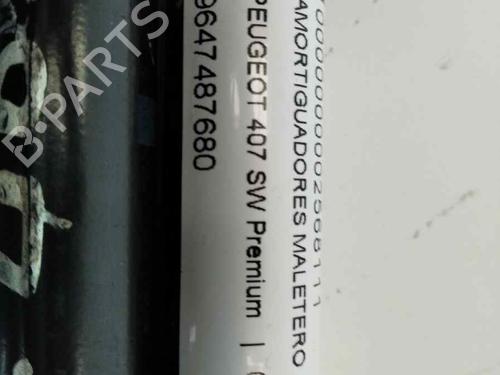 AMORTIGUADORES MALETERO
PEUGEOT 407 SW Premium |
9647487680
B-PARTS